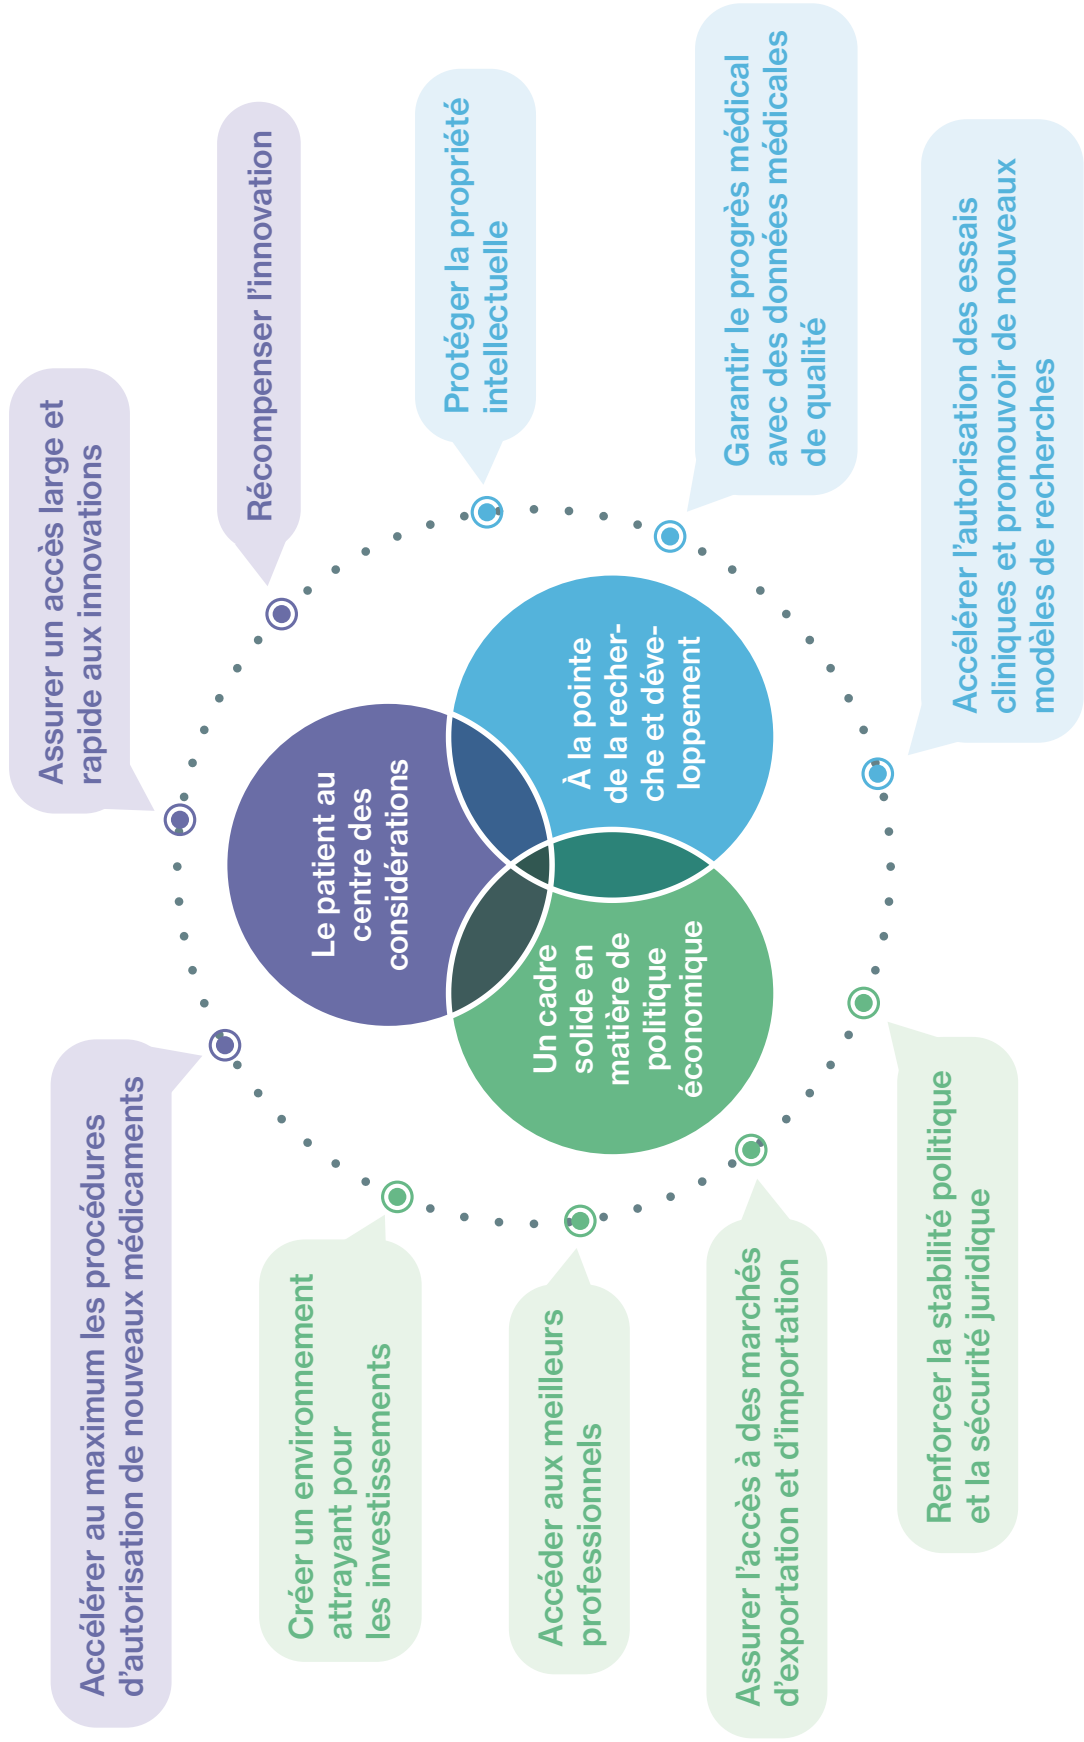 Accélérer au maximum les procédures
d'autorisation de nouveaux médicaments
Assurer un accès large et
rapide aux innovations
Récompenser l'innovation
Protéger la propriété
intellectuelle
Garantir le progrès médical
avec des données médicales
de qualité
Accélérer l'autorisation des essais
cliniques et promouvoir de nouveaux
modèles de recherches
Renforcer la stabilité politique
et la sécurité juridique
Assurer l'accès à des marchés
d'exportation et d'importation
Accéder aux meilleurs
professionnels
Créer un environnement
attrayant pour
les investissements
Le patient au
centre des
considérations
À la pointe
de la recher-
che et déve-
loppement
Un cadre
solide en
matière de
politique
économique